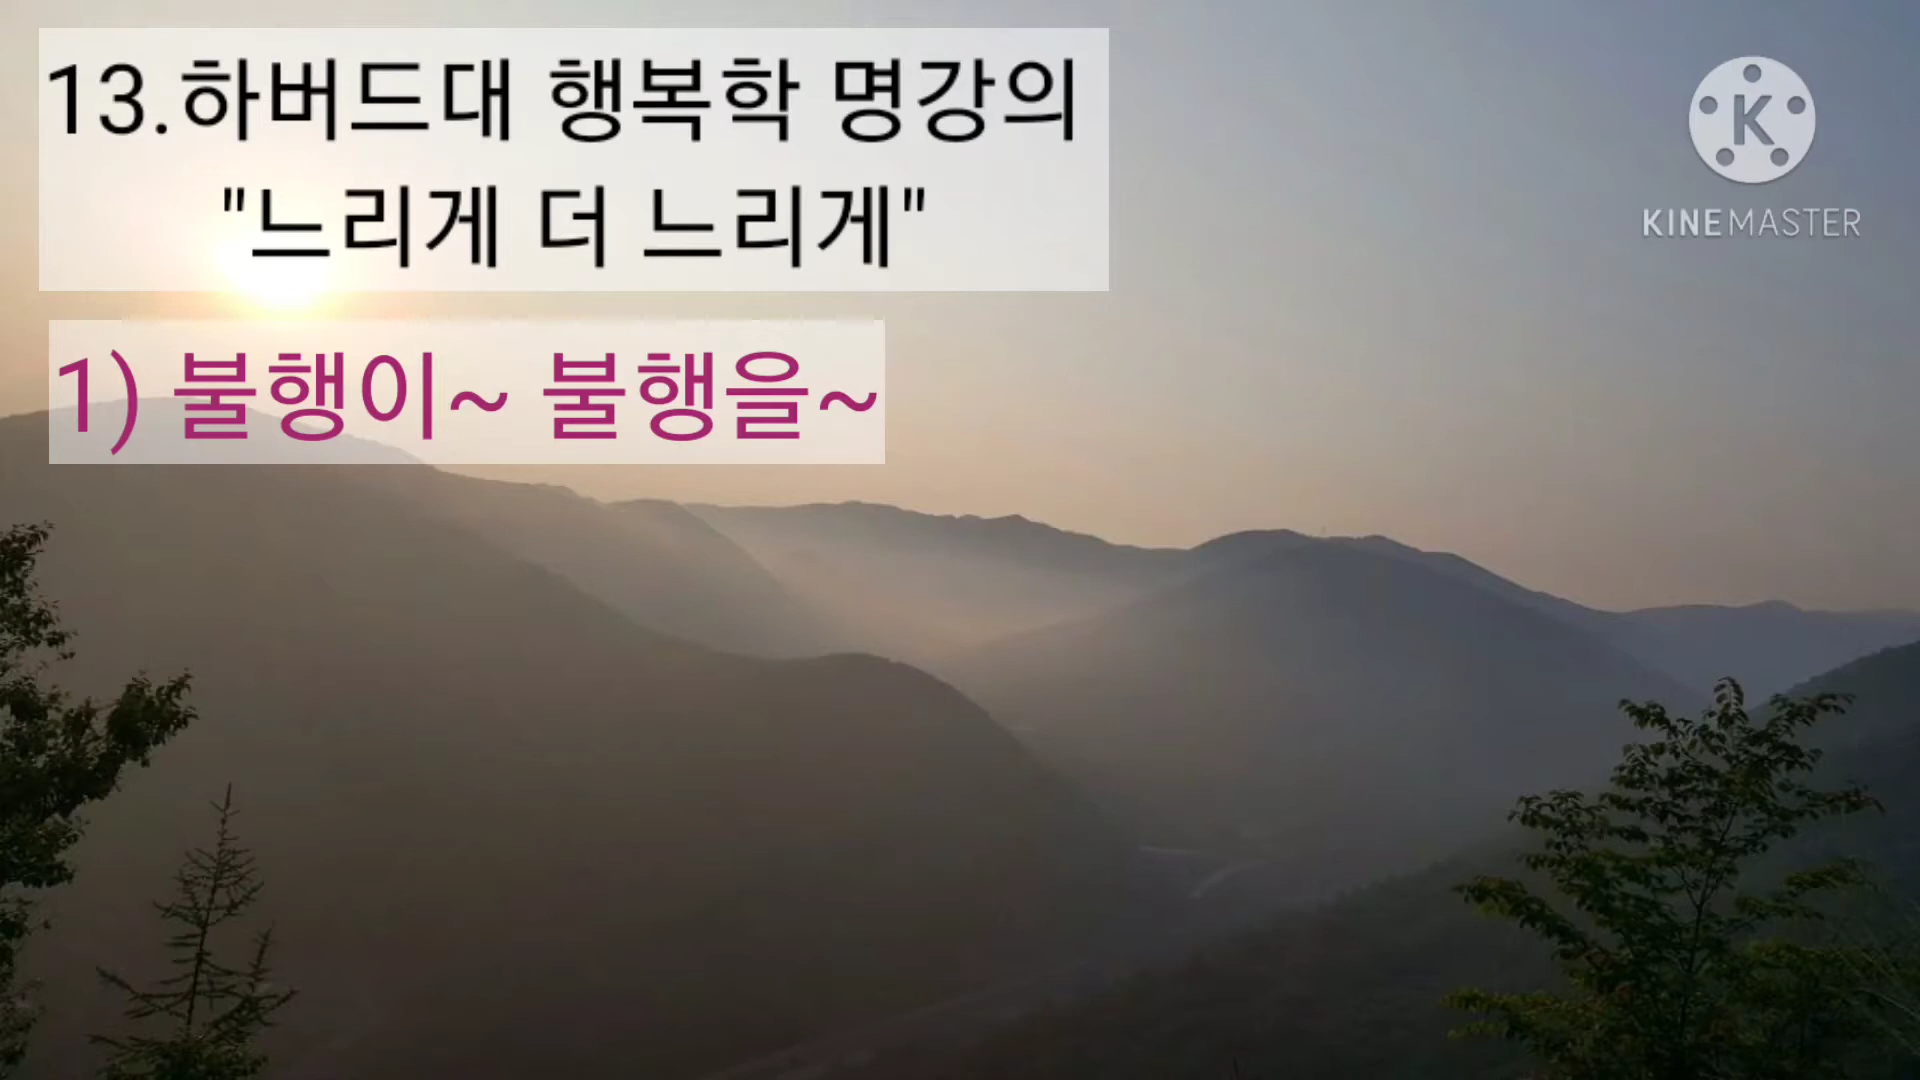 13.하버드대 행복학 명강의
"느리게 더 느리게"
1) 불행이~ 불행을~
K
KINEMASTER